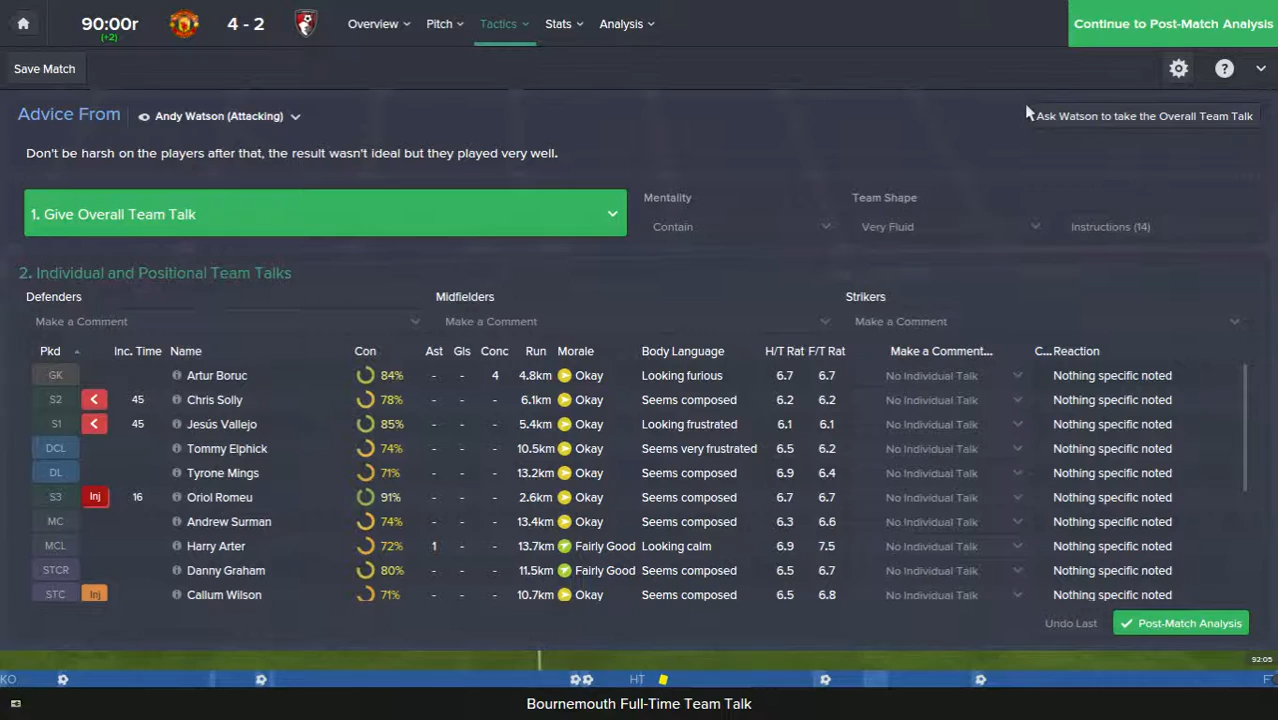 90:00r (+2) 4 - 2 Overview Pitch Tactics Stats Analysis Continue to Post-Match Analysis
Save Match ?
Advice From Andy Watson (Attacking) Ask Watson to take the Overall Team Talk
Don't be harsh on the players after that, the result wasn't ideal but they played very well.
Mentality Team Shape
1. Give Overall Team Talk Contain Very Fluid Instructions (14)
2. Individual and Positional Team Talks
Defenders Midfielders Strikers
Make a Comment Make a Comment Make a Comment
Pkd Inc. Time Name Con Ast Gls Conc Run Morale Body Language H/T Rat F/T Rat Make a Comment... C... Reaction
GK Artur Boruc 84% - - 4 4.8km Okay Looking furious 6.7 6.7 No Individual Talk Nothing specific noted
S2 45 Chris Solly 78% - - - 6.1km Okay Seems composed 6.2 6.2 No Individual Talk Nothing specific noted
S1 45 Jesús Vallejo 85% - - - 5.4km Okay Looking frustrated 6.1 6.1 No Individual Talk Nothing specific noted
DCL Tommy Elphick 74% - - - 10.5km Okay Seems very frustrated 6.5 6.2 No Individual Talk Nothing specific noted
DL Tyrone Mings 71% - - - 13.2km Okay Seems composed 6.9 6.4 No Individual Talk Nothing specific noted
S3 Inj 16 Oriol Romeu 91% - - - 2.6km Okay Seems composed 6.7 6.7 No Individual Talk Nothing specific noted
MC Andrew Surman 74% - - - 13.4km Okay Seems composed 6.3 6.6 No Individual Talk Nothing specific noted
MCL Harry Arter 72% 1 - - 13.7km Fairly Good Looking calm 6.9 7.5 No Individual Talk Nothing specific noted
STCR Danny Graham 80% - - - 11.5km Fairly Good Seems composed 6.5 6.7 No Individual Talk Nothing specific noted
STC Inj Callum Wilson 71% - - - 10.7km Okay Seems composed 6.5 6.8 No Individual Talk Nothing specific noted
Undo Last Post-Match Analysis
92:05
KO HT F
Bournemouth Full-Time Team Talk